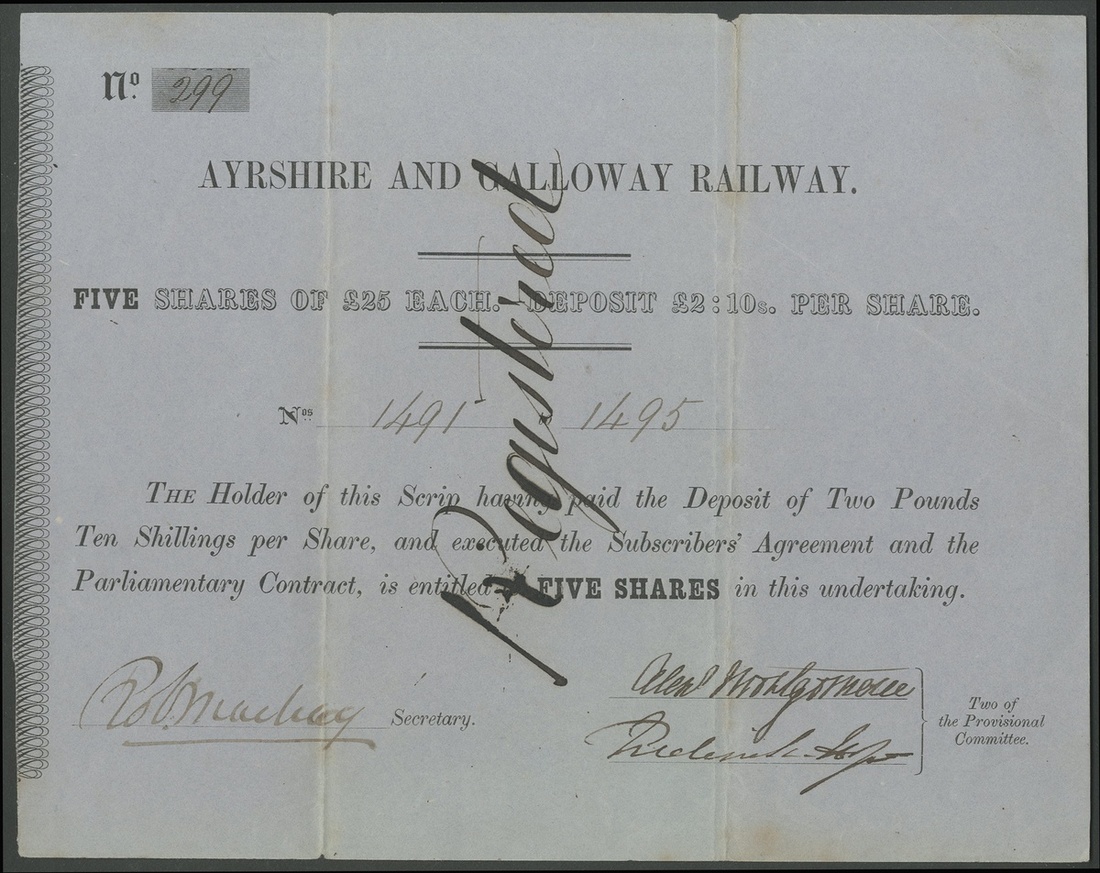 No. 299
AYRSHIRE AND GALLOWAY RAILWAY.
FIVE SHARES OF £25 EACH. DEPOSIT £2:10s. PER SHARE.
Nos 1491 1495
THE Holder of this Scrip having paid the Deposit of Two Pounds
Ten Shillings per Share, and executed the Subscribers' Agreement and the
Parliamentary Contract, is entitled to FIVE SHARES in this undertaking.
Registered
Secretary.
Alexr Montgomerie
Two of
the Provisional
Committee.